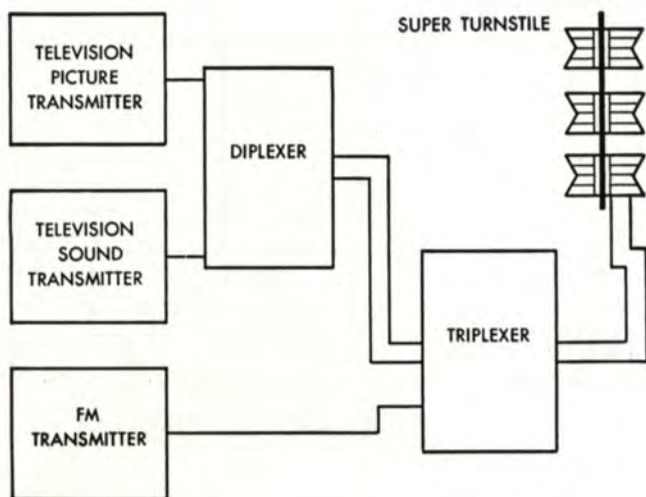 SUPER TURNSTILE
TELEVISION
PICTURE
TRANSMITTER
DIPLEXER
TELEVISION
SOUND
TRANSMITTER
TRIPLEXER
FM
TRANSMITTER